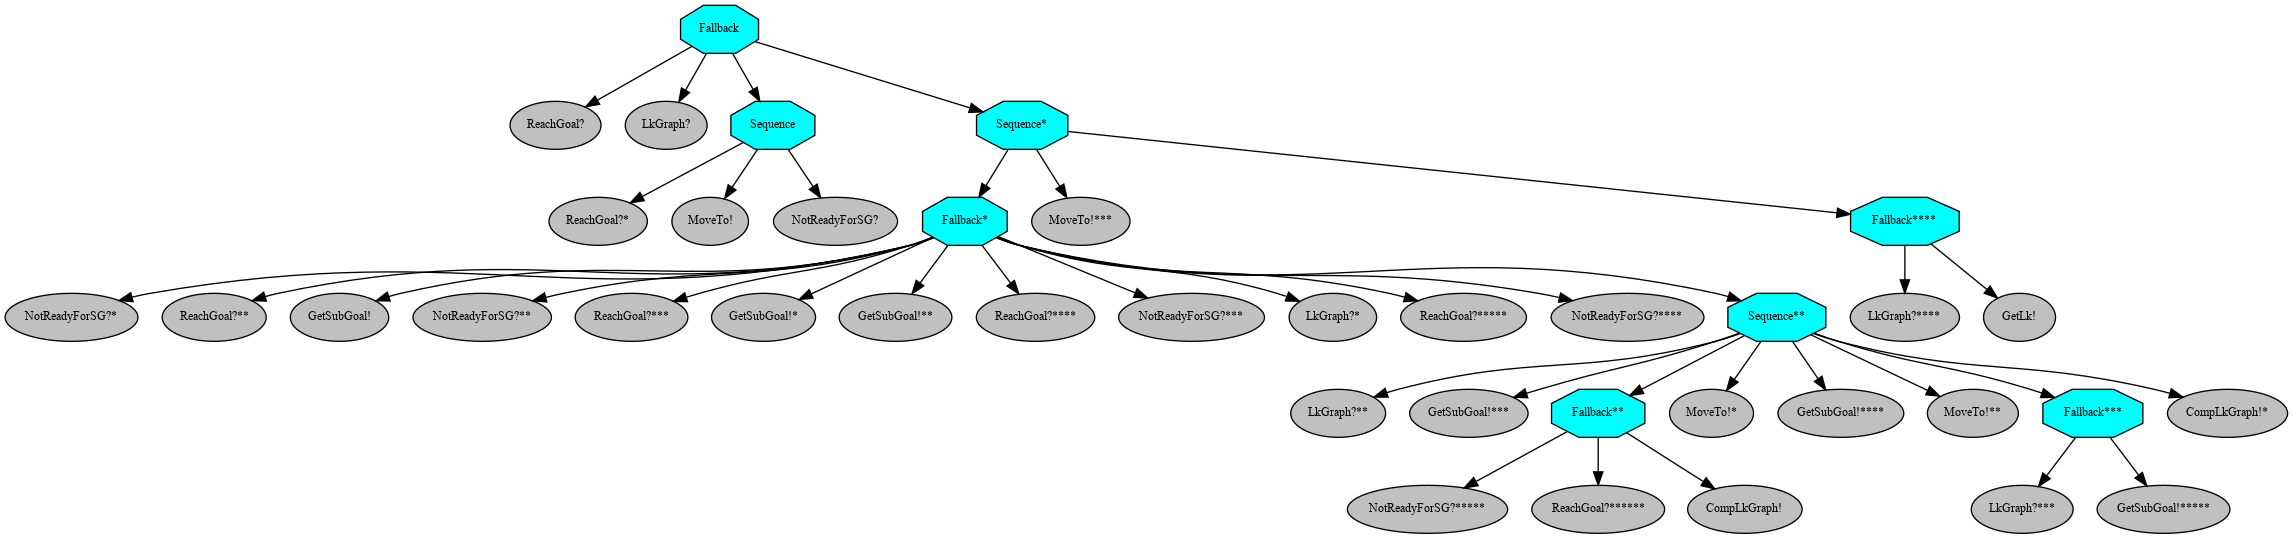 Fallback
ReachGoal?
LkGraph?
Sequence
Sequence*
ReachGoal?*
MoveTo!
NotReadyForSG?
Fallback*
MoveTo!***
Fallback****
NotReadyForSG?*
ReachGoal?**
GetSubGoal!
NotReadyForSG?**
ReachGoal?***
GetSubGoal!*
GetSubGoal!**
ReachGoal?****
NotReadyForSG?***
LkGraph?*
ReachGoal?*****
NotReadyForSG?****
Sequence**
LkGraph?****
GetLk!
LkGraph?**
GetSubGoal!***
Fallback**
MoveTo!*
GetSubGoal!****
MoveTo!**
Fallback***
CompLkGraph!*
NotReadyForSG?*****
ReachGoal?******
CompLkGraph!
LkGraph?***
GetSubGoal!*****